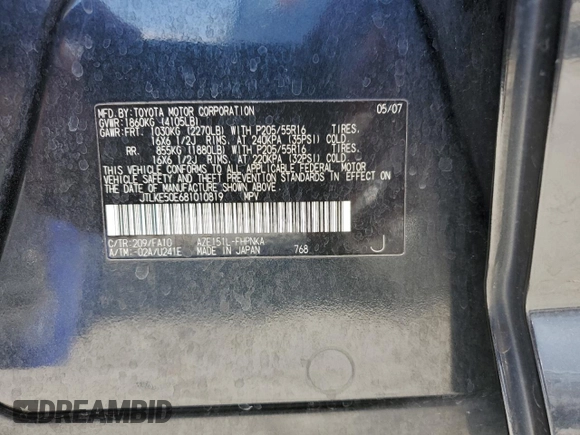 MFD. BY: TOYOTA MOTOR CORPORATION 05/07
GVWR: 1860KG (4105LB)
GAWR: FRT. 1030KG (2270LB) WITH P205/55R16 TIRES.
16X6 1/2J RIMS. AT 240KPA (35PSI) COLD
RR. 855KG (1880LB) WITH P205/55R16 TIRES.
16X6 1/2J RIMS. AT 220KPA (32PSI) COLD
THIS VEHICLE CONFORMS TO ALL APPLICABLE FEDERAL MOTOR
VEHICLE SAFETY, BUMPER, AND THEFT PREVENTION STANDARDS IN EFFECT
ON THE DATE OF MANUFACTURE SHOWN ABOVE.
JTLKE50E681010819 MPV
C/TR: 209/FA10 AZE151L-FHPNKA
A/TM: -02A/U241E MADE IN JAPAN 768 J
DREAMBID